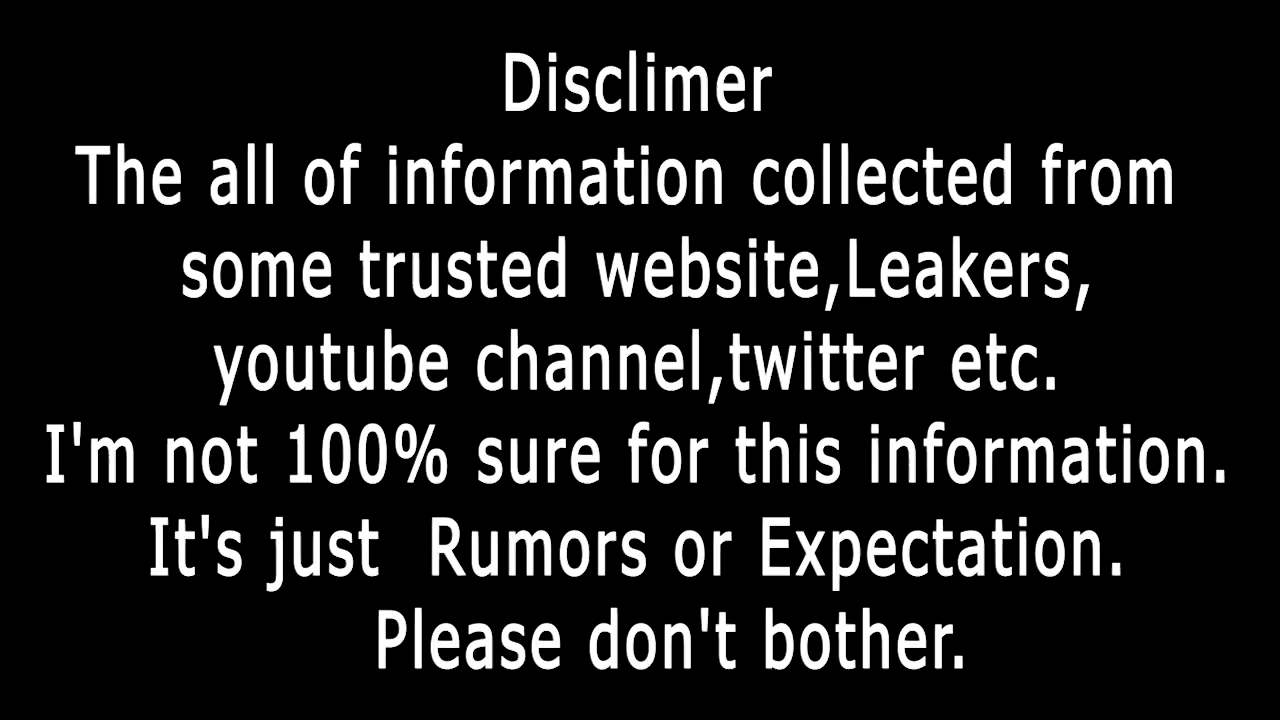 Disclimer
The all of information collected from
some trusted website,Leakers,
youtube channel,twitter etc.
I'm not 100% sure for this information.
It's just  Rumors or Expectation.
Please don't bother.